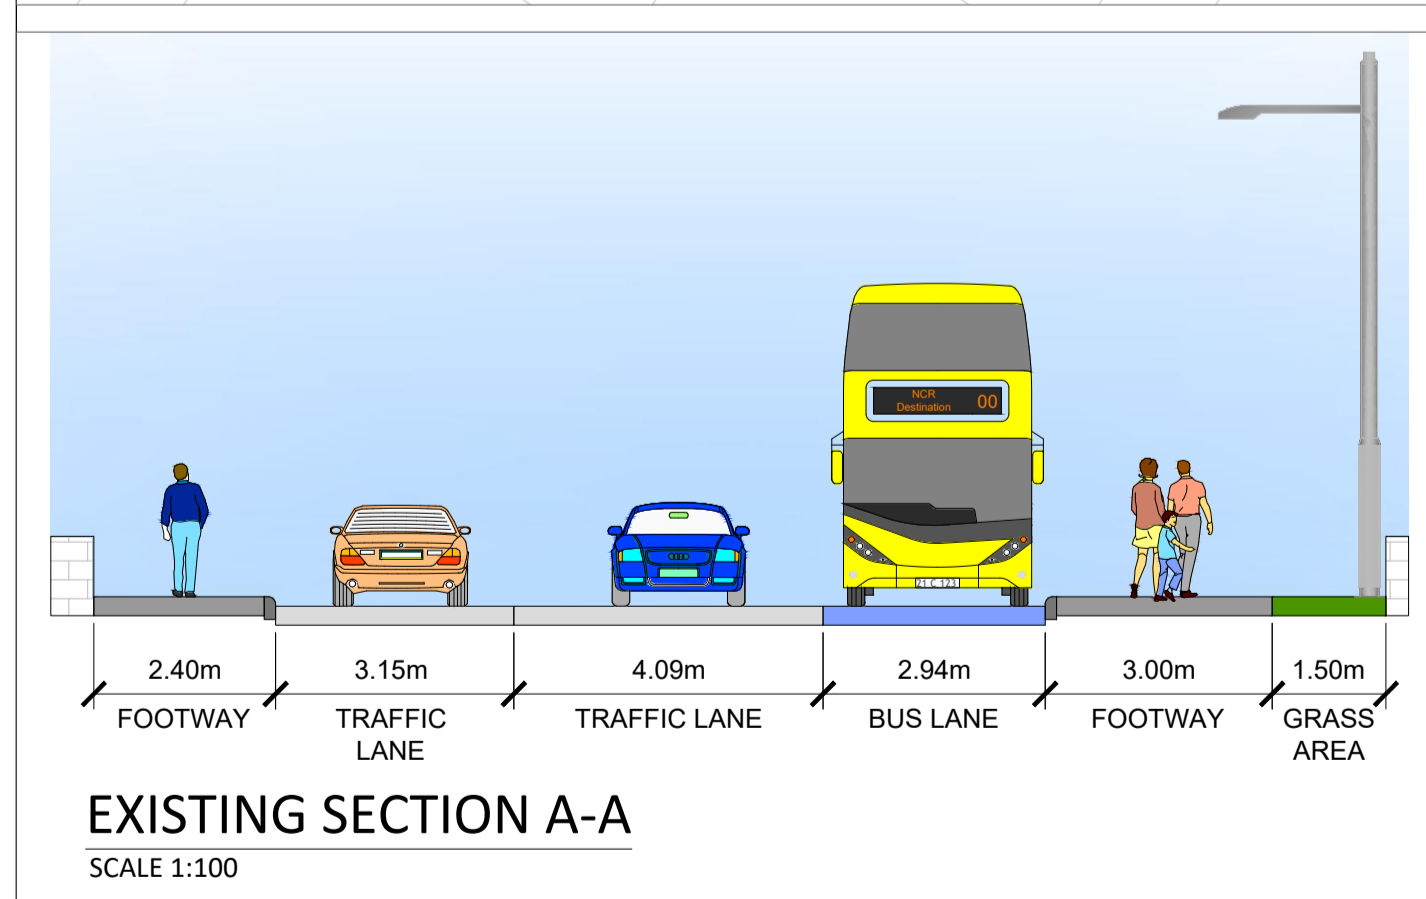 NCR
Destination
00
21 C 123
2.40m
3.15m
4.09m
2.94m
3.00m
1.50m
FOOTWAY
TRAFFIC
LANE
TRAFFIC LANE
BUS LANE
FOOTWAY
GRASS
AREA
EXISTING SECTION A-A
SCALE 1:100